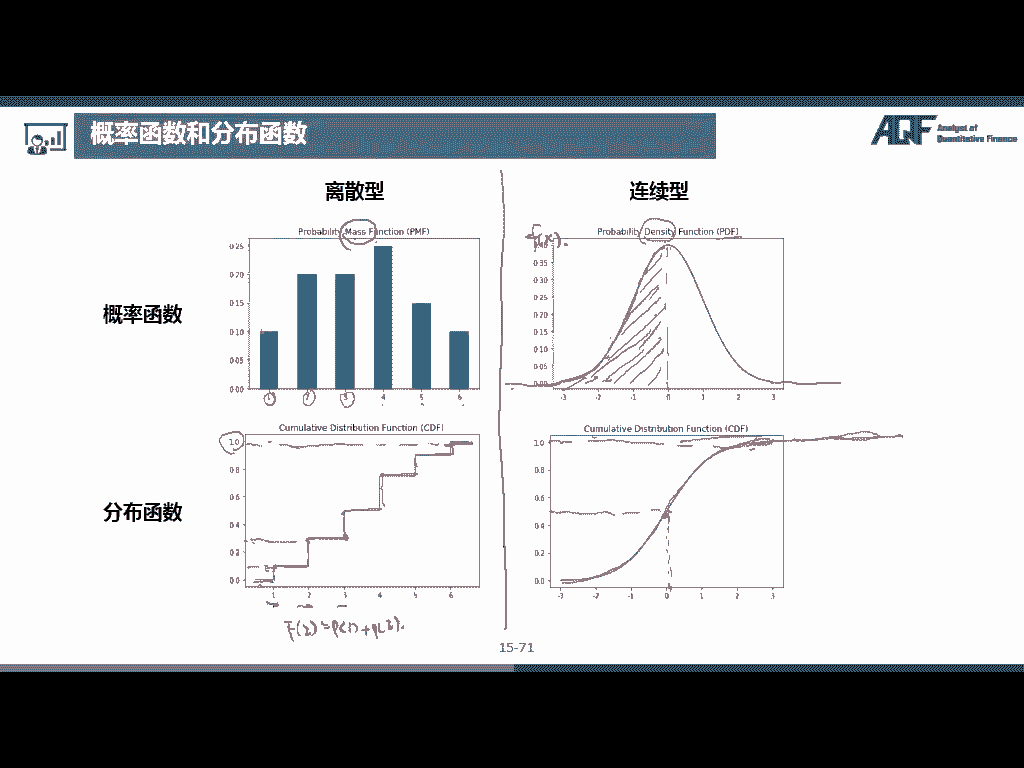 概率函数和分布函数
AQF Analyst of
Quantitative Finance
离散型
连续型
概率函数
Probability Mass Function (PMF)
0.25
0.20
0.15
0.10
0.05
0.00
1 2 3 4 5 6
f(x).
Probability Density Function (PDF)
0.40
0.35
0.30
0.25
0.20
0.15
0.10
0.05
0.00
-3 -2 -1 0 1 2 3
分布函数
Cumulative Distribution Function (CDF)
1.0
0.8
0.6
0.4
0.2
0.0
1 2 3 4 5 6
F(2)=P(1)+P(2).
Cumulative Distribution Function (CDF)
1.0
0.8
0.6
0.4
0.2
0.0
-3 -2 -1 0 1 2 3
15-71